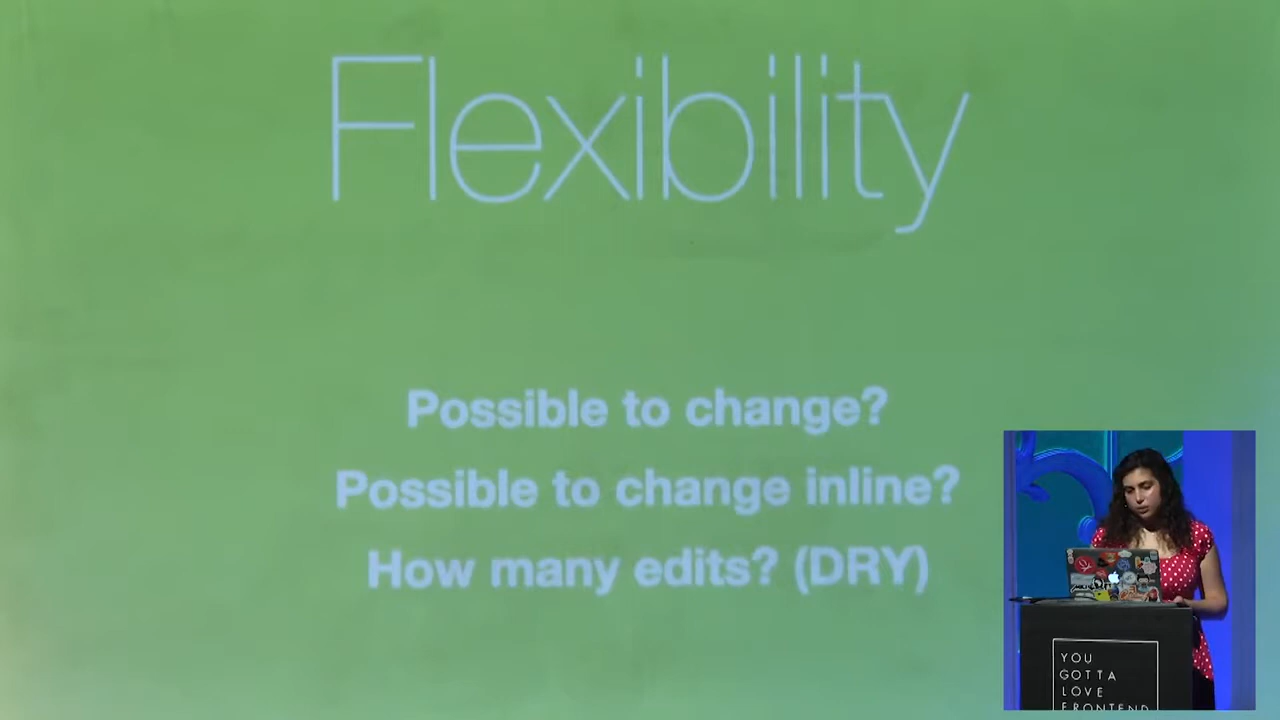 Flexibility
Possible to change?
Possible to change inline?
How many edits? (DRY)
YOU
GOTTA
LOVE
FRONTEND